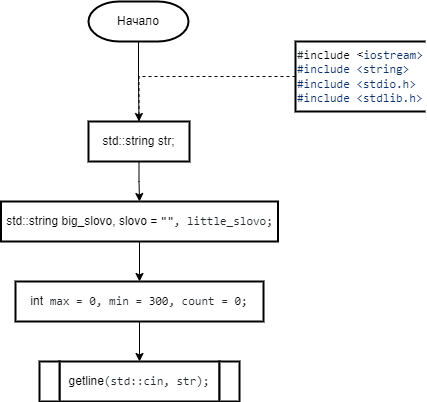 Начало
#include <iostream>
#include <string>
#include <stdio.h>
#include <stdlib.h>
std::string str;
std::string big_slovo, slovo = "", little_slovo;
int max = 0, min = 300, count = 0;
getline(std::cin, str);